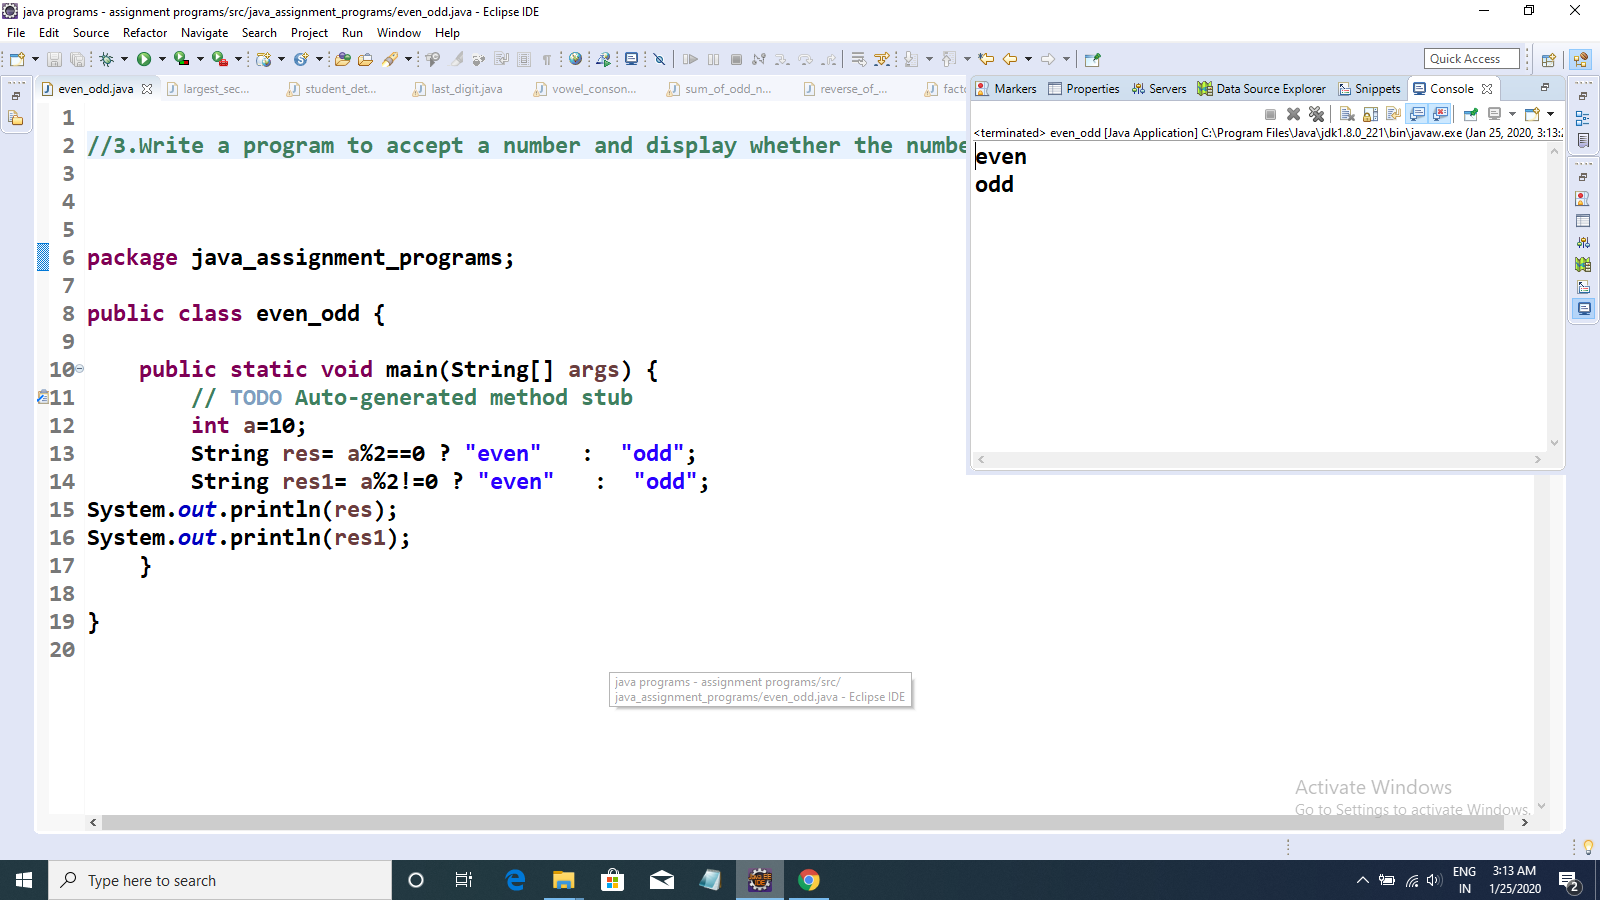 java programs - assignment programs/src/java_assignment_programs/even_odd.java - Eclipse IDE
File Edit Source Refactor Navigate Search Project Run Window Help
Quick Access
even_odd.java largest_sec... student_det... last_digit.java vowel_conson... sum_of_odd_n... reverse_of_... facto
Markers Properties Servers Data Source Explorer Snippets Console
<terminated> even_odd [Java Application] C:\Program Files\Java\jdk1.8.0_221\bin\javaw.exe (Jan 25, 2020, 3:13:
even
odd
1
2 //3.Write a program to accept a number and display whether the numbe
3
4
5
6 package java_assignment_programs;
7
8 public class even_odd {
9
10 public static void main(String[] args) {
11 // TODO Auto-generated method stub
12 int a=10;
13 String res= a%2==0 ? "even"   :  "odd";
14 String res1= a%2!=0 ? "even"   :  "odd";
15 System.out.println(res);
16 System.out.println(res1);
17 }
18
19 }
20
java programs - assignment programs/src/
java_assignment_programs/even_odd.java - Eclipse IDE
Activate Windows
Go to Settings to activate Windows.
Type here to search
ENG
IN
3:13 AM
1/25/2020
2